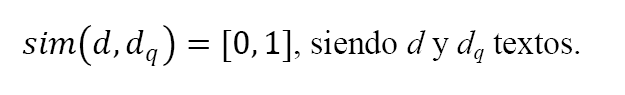 sim(d, d_q) = [0, 1], siendo d y d_q textos.